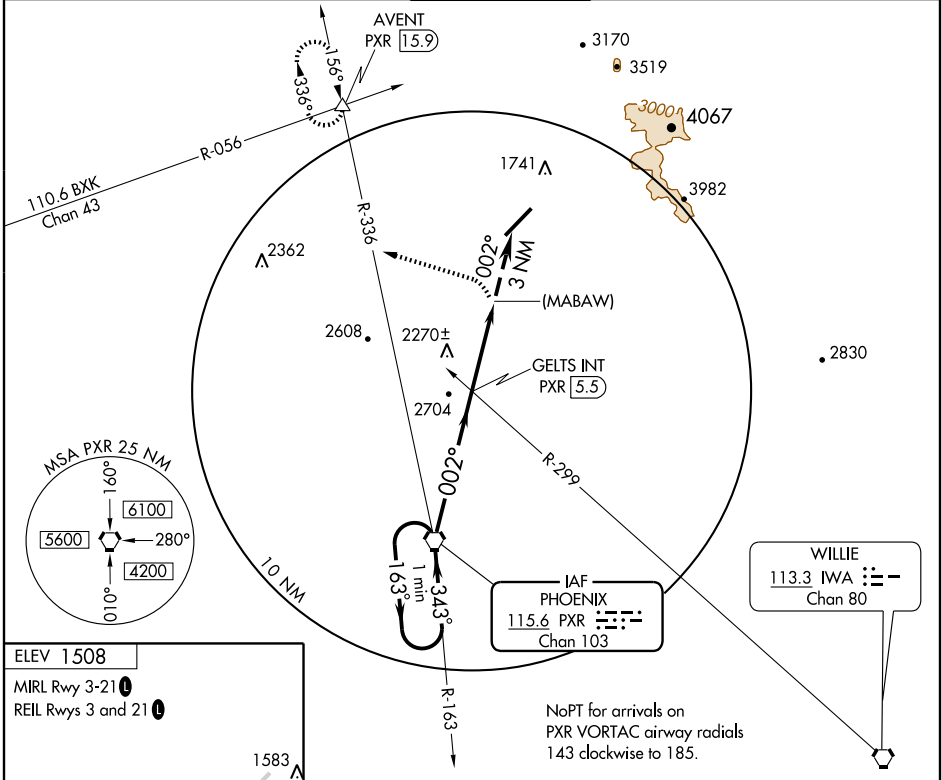 AVENT
PXR 15.9
3170
3519
156°
336°
3000
4067
R-056
1741
110.6 BXK
Chan 43
3982
R-336
2362
002°
3 NM
(MABAW)
2608
2270±
2830
GELTS INT
PXR 5.5
2704
MSA PXR 25 NM
160°
6100
5600
280°
4200
010°
002°
R-299
10 NM
163°
1 min
343°
IAF
PHOENIX
115.6 PXR
Chan 103
WILLIE
113.3 IWA
Chan 80
R-163
ELEV 1508
MIRL Rwy 3-21 L
REIL Rwys 3 and 21 L
1583
NoPT for arrivals on
PXR VORTAC airway radials
143 clockwise to 185.